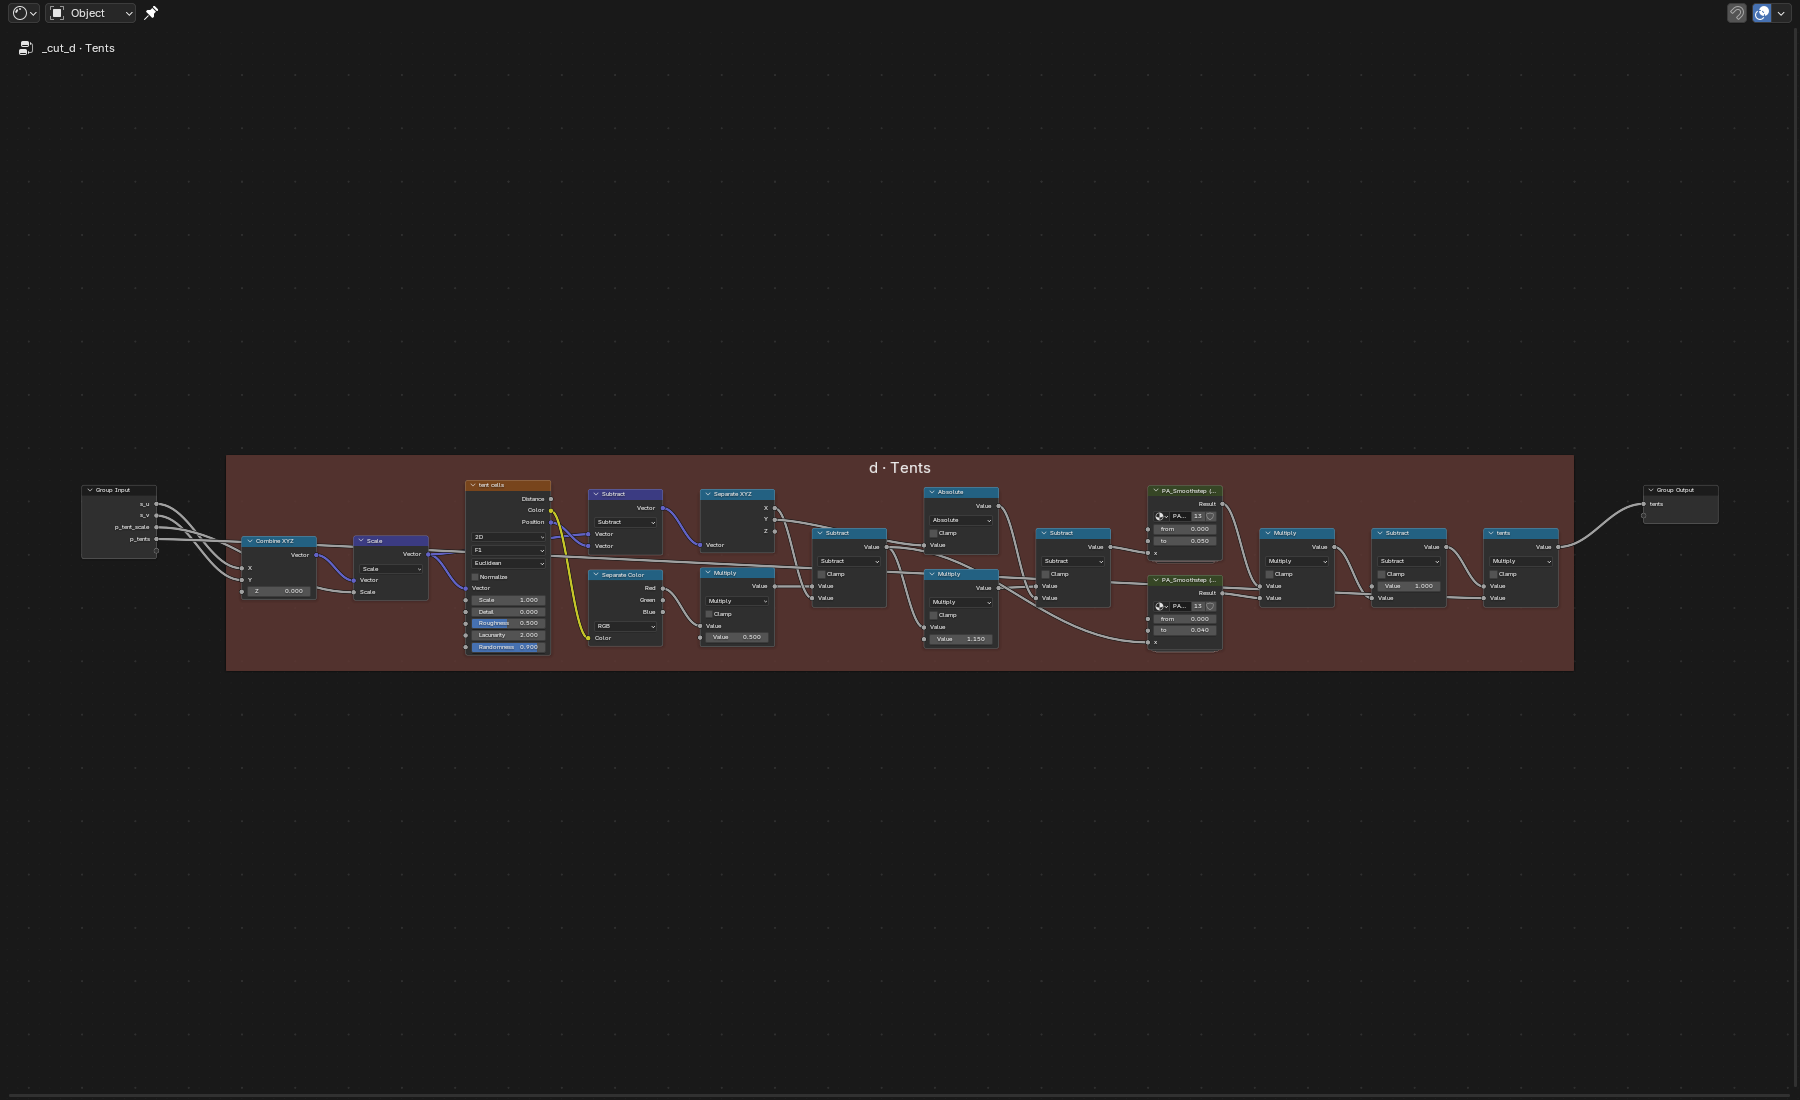 Object
_cut_d · Tents
d · Tents
Group Input
s_u
s_v
p_tent_scale
p_tents
Combine XYZ
Vector
X
Y
Z 0.000
Scale
Vector
Scale
Vector
Scale
tent cells
Distance
Color
Position
2D
F1
Euclidean
Normalize
Vector
Scale 1.000
Detail 0.000
Roughness 0.500
Lacunarity 2.000
Randomness 0.900
Subtract
Vector
Subtract
Vector
Vector
Separate Color
Red
Green
Blue
RGB
Color
Separate XYZ
X
Y
Z
Vector
Multiply
Value
Multiply
Clamp
Value
Value 0.500
Subtract
Value
Subtract
Clamp
Value
Value
Absolute
Value
Absolute
Clamp
Value
Multiply
Value
Multiply
Clamp
Value
Value 1.150
Subtract
Value
Subtract
Clamp
Value
Value
PA_Smoothstep (...
Result
PA... 13
from 0.000
to 0.050
x
PA_Smoothstep (...
Result
PA... 13
from 0.000
to 0.040
x
Multiply
Value
Multiply
Clamp
Value
Value
Subtract
Value
Subtract
Clamp
Value 1.000
Value
tents
Value
Multiply
Clamp
Value
Value
Group Output
tents